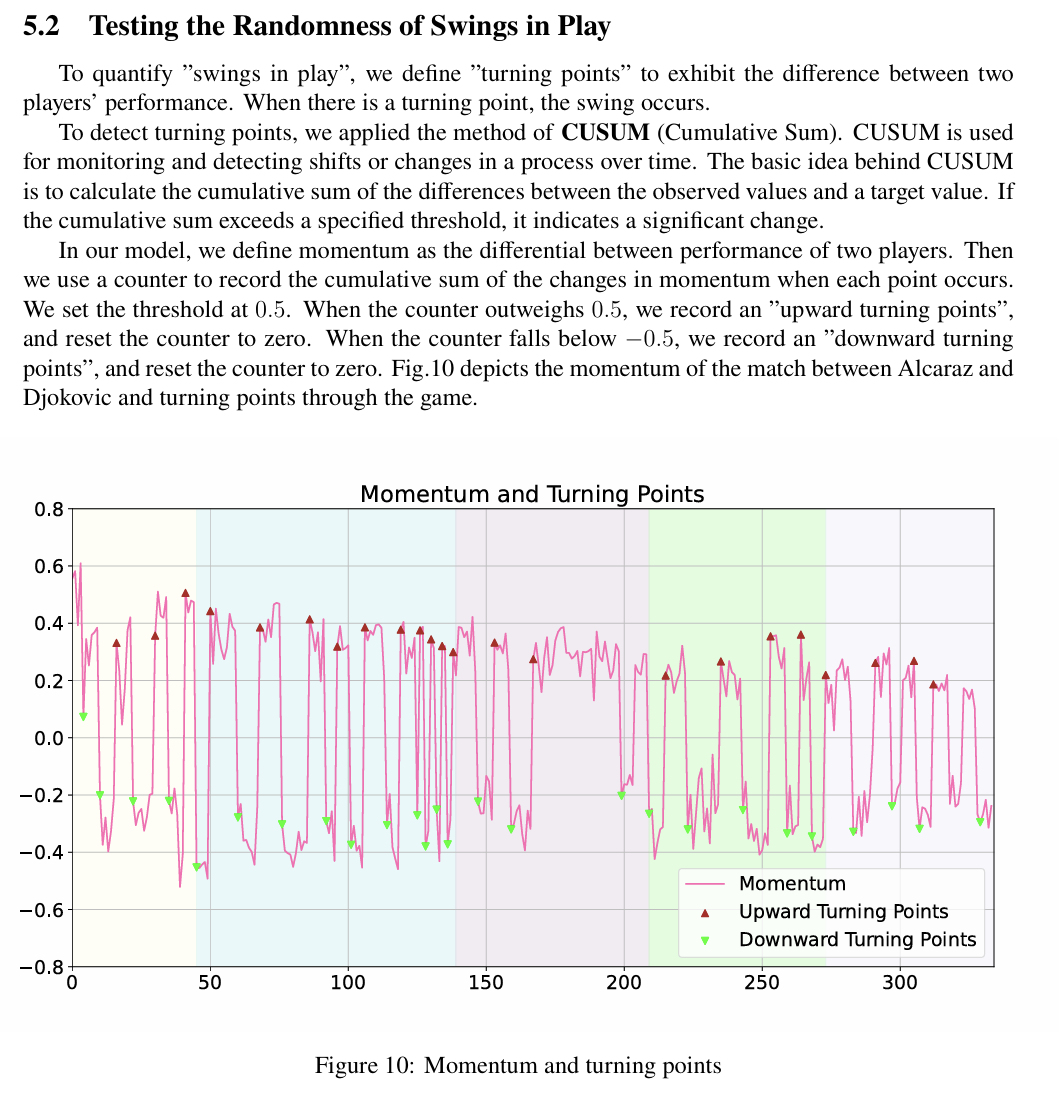 5.2 Testing the Randomness of Swings in Play
To quantify ”swings in play”, we define ”turning points” to exhibit the difference between two
players’ performance. When there is a turning point, the swing occurs.
To detect turning points, we applied the method of CUSUM (Cumulative Sum). CUSUM is used
for monitoring and detecting shifts or changes in a process over time. The basic idea behind CUSUM
is to calculate the cumulative sum of the differences between the observed values and a target value. If
the cumulative sum exceeds a specified threshold, it indicates a significant change.
In our model, we define momentum as the differential between performance of two players. Then
we use a counter to record the cumulative sum of the changes in momentum when each point occurs.
We set the threshold at 0.5. When the counter outweighs 0.5, we record an ”upward turning points”,
and reset the counter to zero. When the counter falls below −0.5, we record an ”downward turning
points”, and reset the counter to zero. Fig.10 depicts the momentum of the match between Alcaraz and
Djokovic and turning points through the game.
Momentum and Turning Points
0.8
0.6
0.4
0.2
0.0
−0.2
−0.4
−0.6
−0.8
Momentum
Upward Turning Points
Downward Turning Points
0 50 100 150 200 250 300
Figure 10: Momentum and turning points